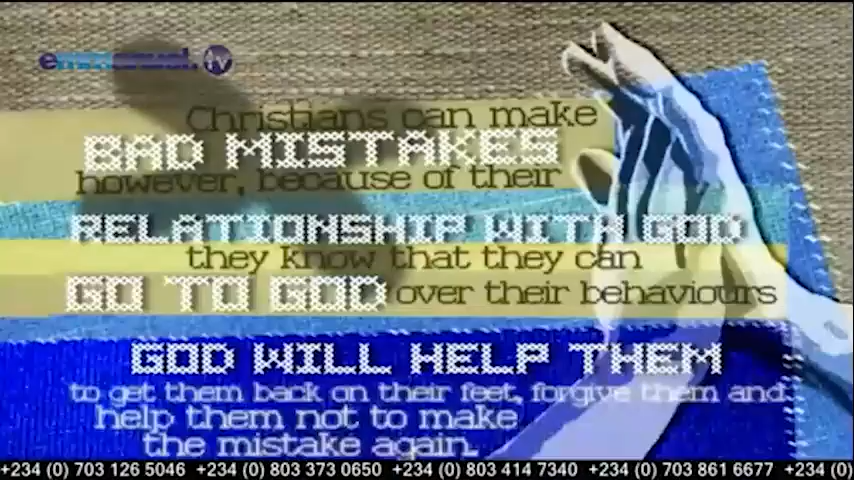 emmanuel.tv
Christians can make
BAD MISTAKES
however, because of their
RELATIONSHIP WITH GOD
they know that they can
GO TO GOD over their behaviours
GOD WILL HELP THEM
to get them back on their feet, forgive them and
help them not to make
the mistake again.
+234 (0) 703 126 5046 +234 (0) 803 373 0650 +234 (0) 803 414 7340 +234 (0) 703 861 6677 +234 (0)